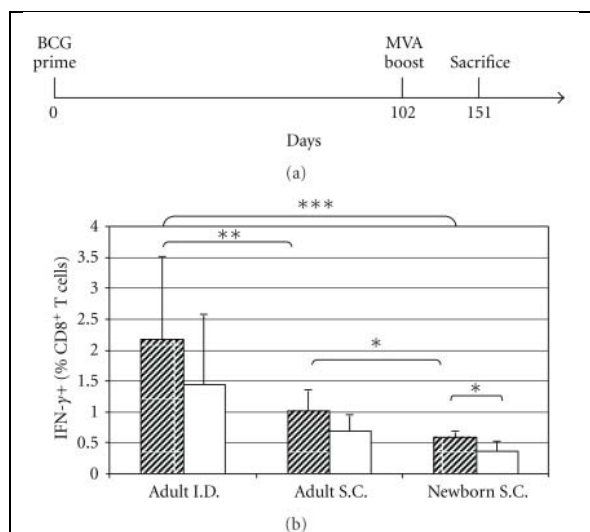 BCG
prime
MVA
boost
Sacrifice
0
102
151
Days
(a)
IFN-γ+ (% CD8⁺ T cells)
4
3.5
3
2.5
2
1.5
1
0.5
0
***
**
*
*
Adult I.D.
Adult S.C.
Newborn S.C.
(b)